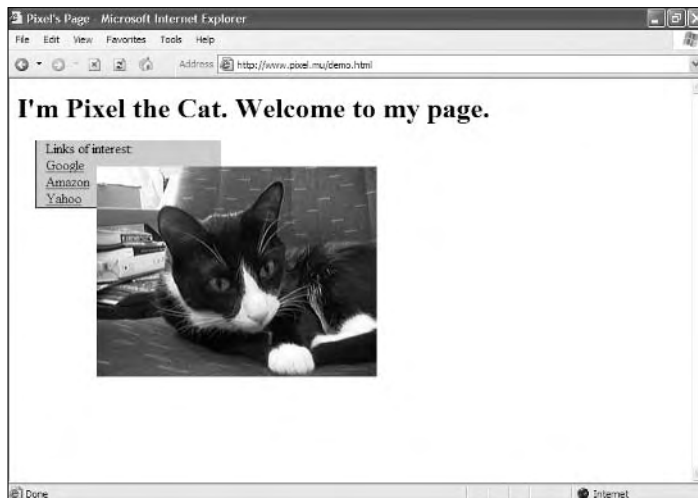 Pixel's Page - Microsoft Internet Explorer
File Edit View Favorites Tools Help
Address http://www.pixel.mu/demo.html
I'm Pixel the Cat. Welcome to my page.
Links of interest:
Google
Amazon
Yahoo
Done Internet